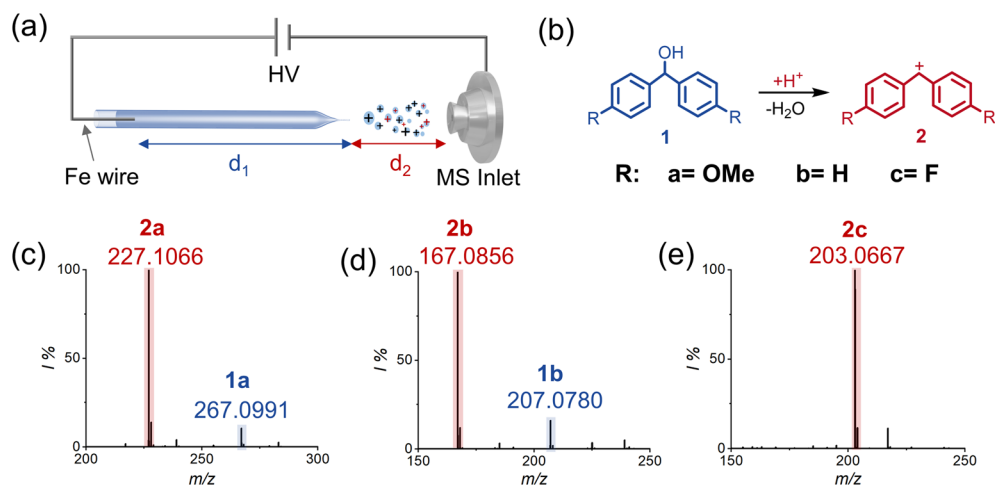 (a)
HV
Fe wire
d₁
d₂
MS Inlet
+
+
+
+
+
+
(b)
OH
R
R
1
+H⁺
-H₂O
+
R
R
2
R: a= OMe b= H c= F
(c)
2a
227.1066
1a
267.0991
I %
100
50
0
200
250
300
m/z
(d)
2b
167.0856
1b
207.0780
100
50
0
150
200
250
m/z
(e)
2c
203.0667
I %
100
50
0
150
200
250
m/z